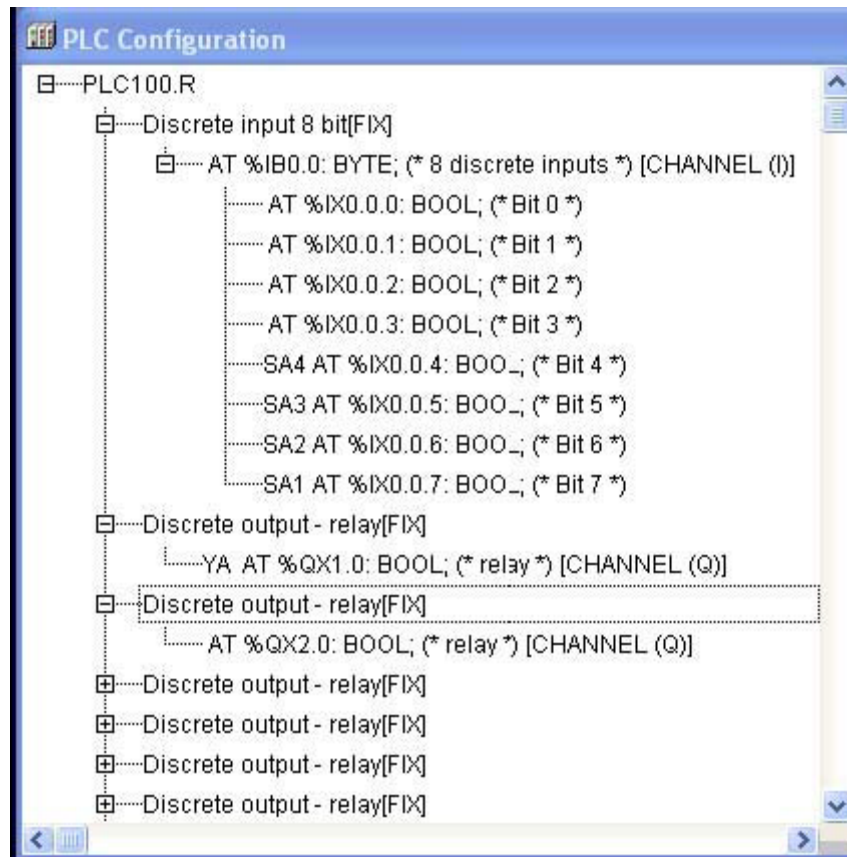 PLC Configuration
PLC100.R
Discrete input 8 bit[FIX]
AT %IB0.0: BYTE; (* 8 discrete inputs *) [CHANNEL (I)]
AT %IX0.0.0: BOOL; (* Bit 0 *)
AT %IX0.0.1: BOOL; (* Bit 1 *)
AT %IX0.0.2: BOOL; (* Bit 2 *)
AT %IX0.0.3: BOOL; (* Bit 3 *)
SA4 AT %IX0.0.4: BOO_; (* Bit 4 *)
SA3 AT %IX0.0.5: BOO_; (* Bit 5 *)
SA2 AT %IX0.0.6: BOO_; (* Bit 6 *)
SA1 AT %IX0.0.7: BOO_; (* Bit 7 *)
Discrete output - relay[FIX]
YA AT %QX1.0: BOOL; (* relay *) [CHANNEL (Q)]
Discrete output - relay[FIX]
AT %QX2.0: BOOL; (* relay *) [CHANNEL (Q)]
Discrete output - relay[FIX]
Discrete output - relay[FIX]
Discrete output - relay[FIX]
Discrete output - relay[FIX]